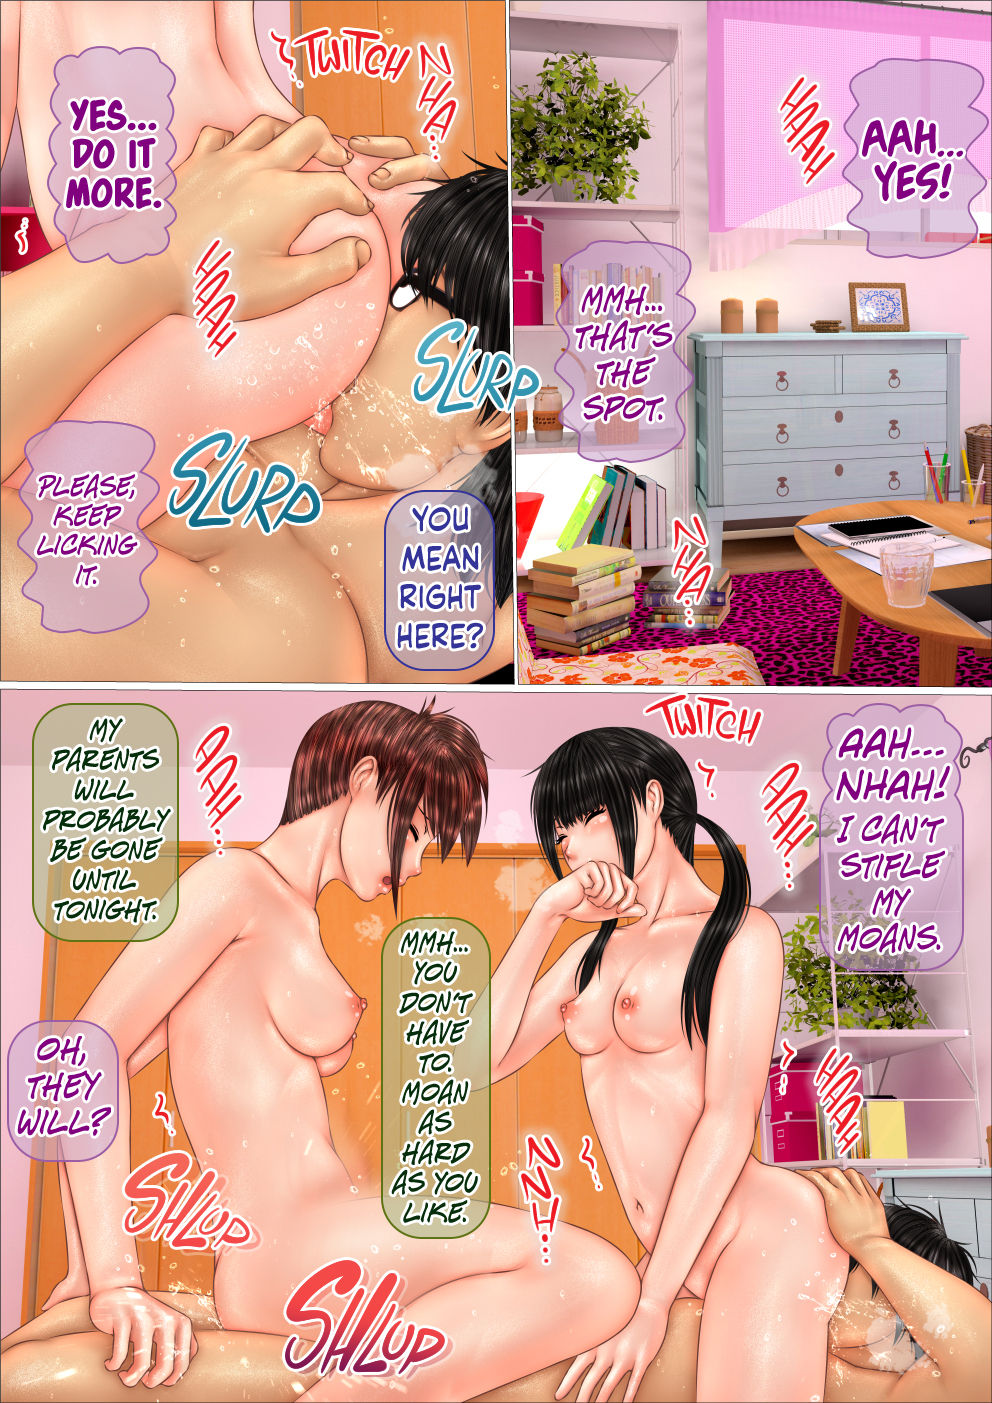 AAH...
YES!
HAAH
MMH...
THAT'S
THE
SPOT.
NHA...
TWITCH
NHA...
YES...
DO IT
MORE.
HAAH
SLURP
SLURP
PLEASE,
KEEP
LICKING
IT.
YOU
MEAN
RIGHT
HERE?
AAH...
NHAH!
I CAN'T
STIFLE
MY
MOANS.
TWITCH
AAH...
HAAH
MMH...
YOU
DON'T
HAVE
TO.
MOAN
AS
HARD
AS YOU
LIKE.
NNH...
MY
PARENTS
WILL
PROBABLY
BE GONE
UNTIL
TONIGHT.
AAH...
OH,
THEY
WILL?
SHLUP
SHLUP